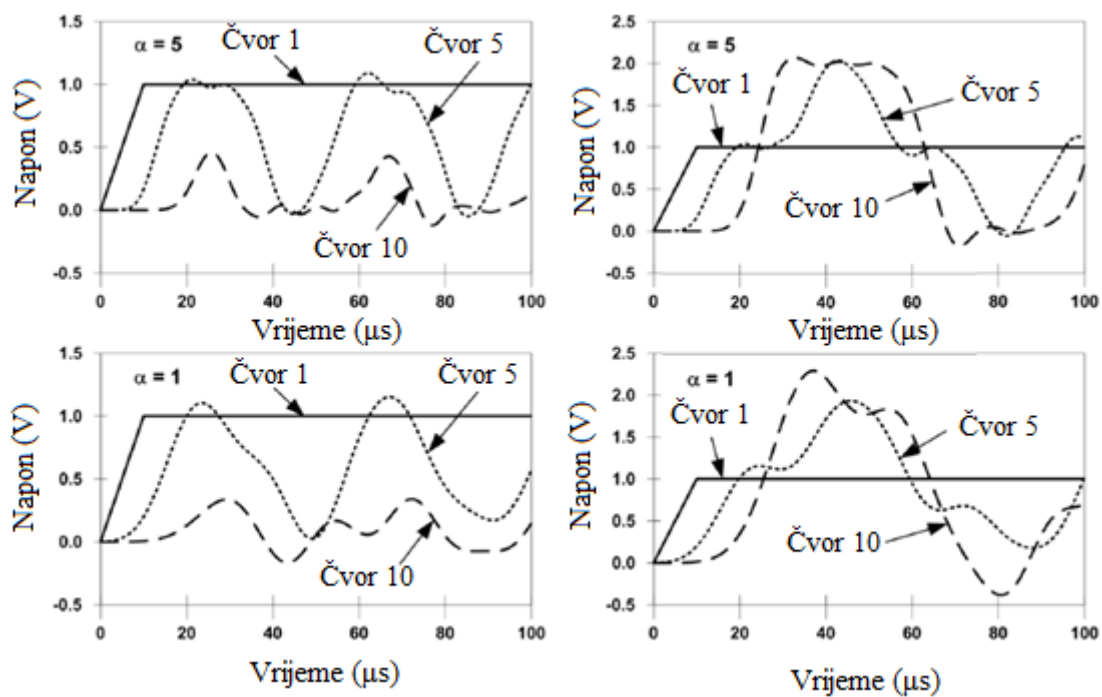 1.5
α = 5
Čvor 1
Čvor 5
1.0
0.5
0.0
-0.5
Čvor 10
Napon (V)
0
20
40
60
80
100
Vrijeme (μs)
2.5
α = 5
2.0
Čvor 1
Čvor 5
1.5
1.0
0.5
0.0
-0.5
Čvor 10
Napon (V)
0
20
40
60
80
100
Vrijeme (μs)
1.5
α = 1
Čvor 1
Čvor 5
1.0
0.5
0.0
-0.5
Čvor 10
Napon (V)
0
20
40
60
80
100
Vrijeme (μs)
2.5
α = 1
2.0
Čvor 1
Čvor 5
1.5
1.0
0.5
0.0
-0.5
Čvor 10
Napon (V)
0
20
40
60
80
100
Vrijeme (μs)